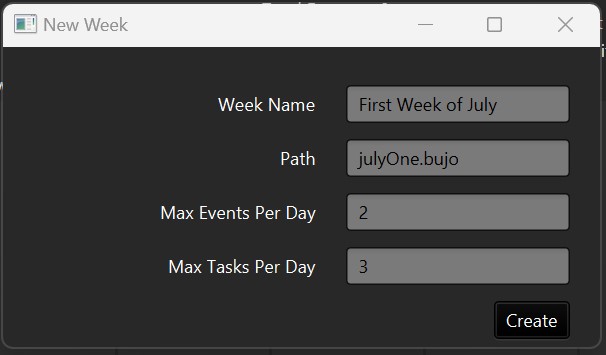 New Week
Week Name First Week of July
Path julyOne.bujo
Max Events Per Day 2
Max Tasks Per Day 3
Create